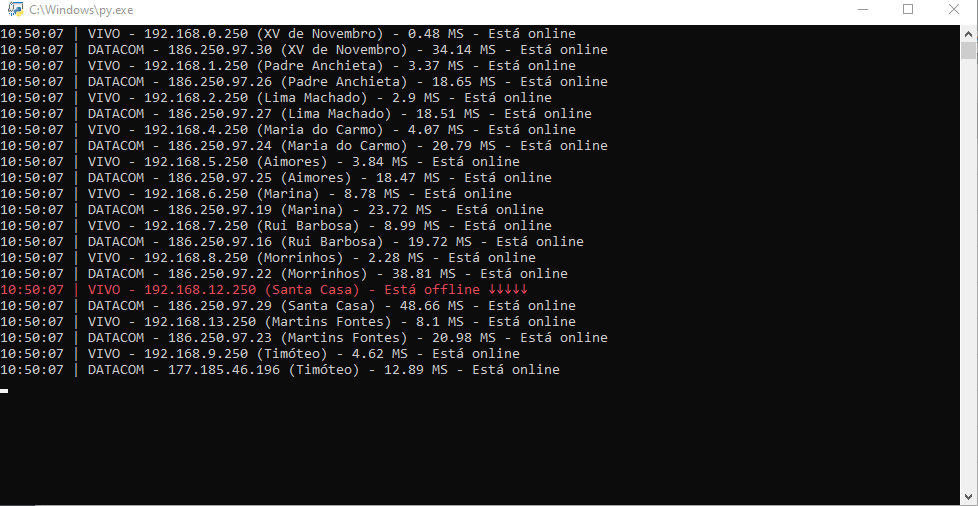 C:\Windows\py.exe
10:50:07 | VIVO - 192.168.0.250 (XV de Novembro) - 0.48 MS - Está online
10:50:07 | DATACOM - 186.250.97.30 (XV de Novembro) - 34.14 MS - Está online
10:50:07 | VIVO - 192.168.1.250 (Padre Anchieta) - 3.37 MS - Está online
10:50:07 | DATACOM - 186.250.97.26 (Padre Anchieta) - 18.65 MS - Está online
10:50:07 | VIVO - 192.168.2.250 (Lima Machado) - 2.9 MS - Está online
10:50:07 | DATACOM - 186.250.97.27 (Lima Machado) - 18.51 MS - Está online
10:50:07 | VIVO - 192.168.4.250 (Maria do Carmo) - 4.07 MS - Está online
10:50:07 | DATACOM - 186.250.97.24 (Maria do Carmo) - 20.79 MS - Está online
10:50:07 | VIVO - 192.168.5.250 (Aimores) - 3.84 MS - Está online
10:50:07 | DATACOM - 186.250.97.25 (Aimores) - 18.47 MS - Está online
10:50:07 | VIVO - 192.168.6.250 (Marina) - 8.78 MS - Está online
10:50:07 | DATACOM - 186.250.97.19 (Marina) - 23.72 MS - Está online
10:50:07 | VIVO - 192.168.7.250 (Rui Barbosa) - 8.99 MS - Está online
10:50:07 | DATACOM - 186.250.97.16 (Rui Barbosa) - 19.72 MS - Está online
10:50:07 | VIVO - 192.168.8.250 (Morrinhos) - 2.28 MS - Está online
10:50:07 | DATACOM - 186.250.97.22 (Morrinhos) - 38.81 MS - Está online
10:50:07 | VIVO - 192.168.12.250 (Santa Casa) - Está offline ↓↓↓↓↓
10:50:07 | DATACOM - 186.250.97.29 (Santa Casa) - 48.66 MS - Está online
10:50:07 | VIVO - 192.168.13.250 (Martins Fontes) - 8.1 MS - Está online
10:50:07 | DATACOM - 186.250.97.23 (Martins Fontes) - 20.98 MS - Está online
10:50:07 | VIVO - 192.168.9.250 (Timóteo) - 4.62 MS - Está online
10:50:07 | DATACOM - 177.185.46.196 (Timóteo) - 12.89 MS - Está online